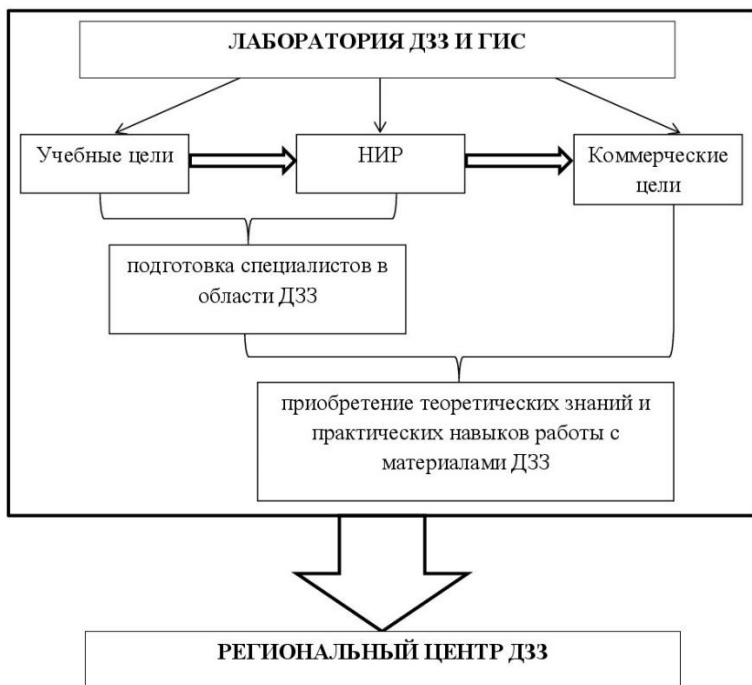 ЛАБОРАТОРИЯ ДЗЗ И ГИС
Учебные цели
НИР
Коммерческие
цели
подготовка специалистов в
области ДЗЗ
приобретение теоретических знаний и
практических навыков работы с
материалами ДЗЗ
РЕГИОНАЛЬНЫЙ ЦЕНТР ДЗЗ